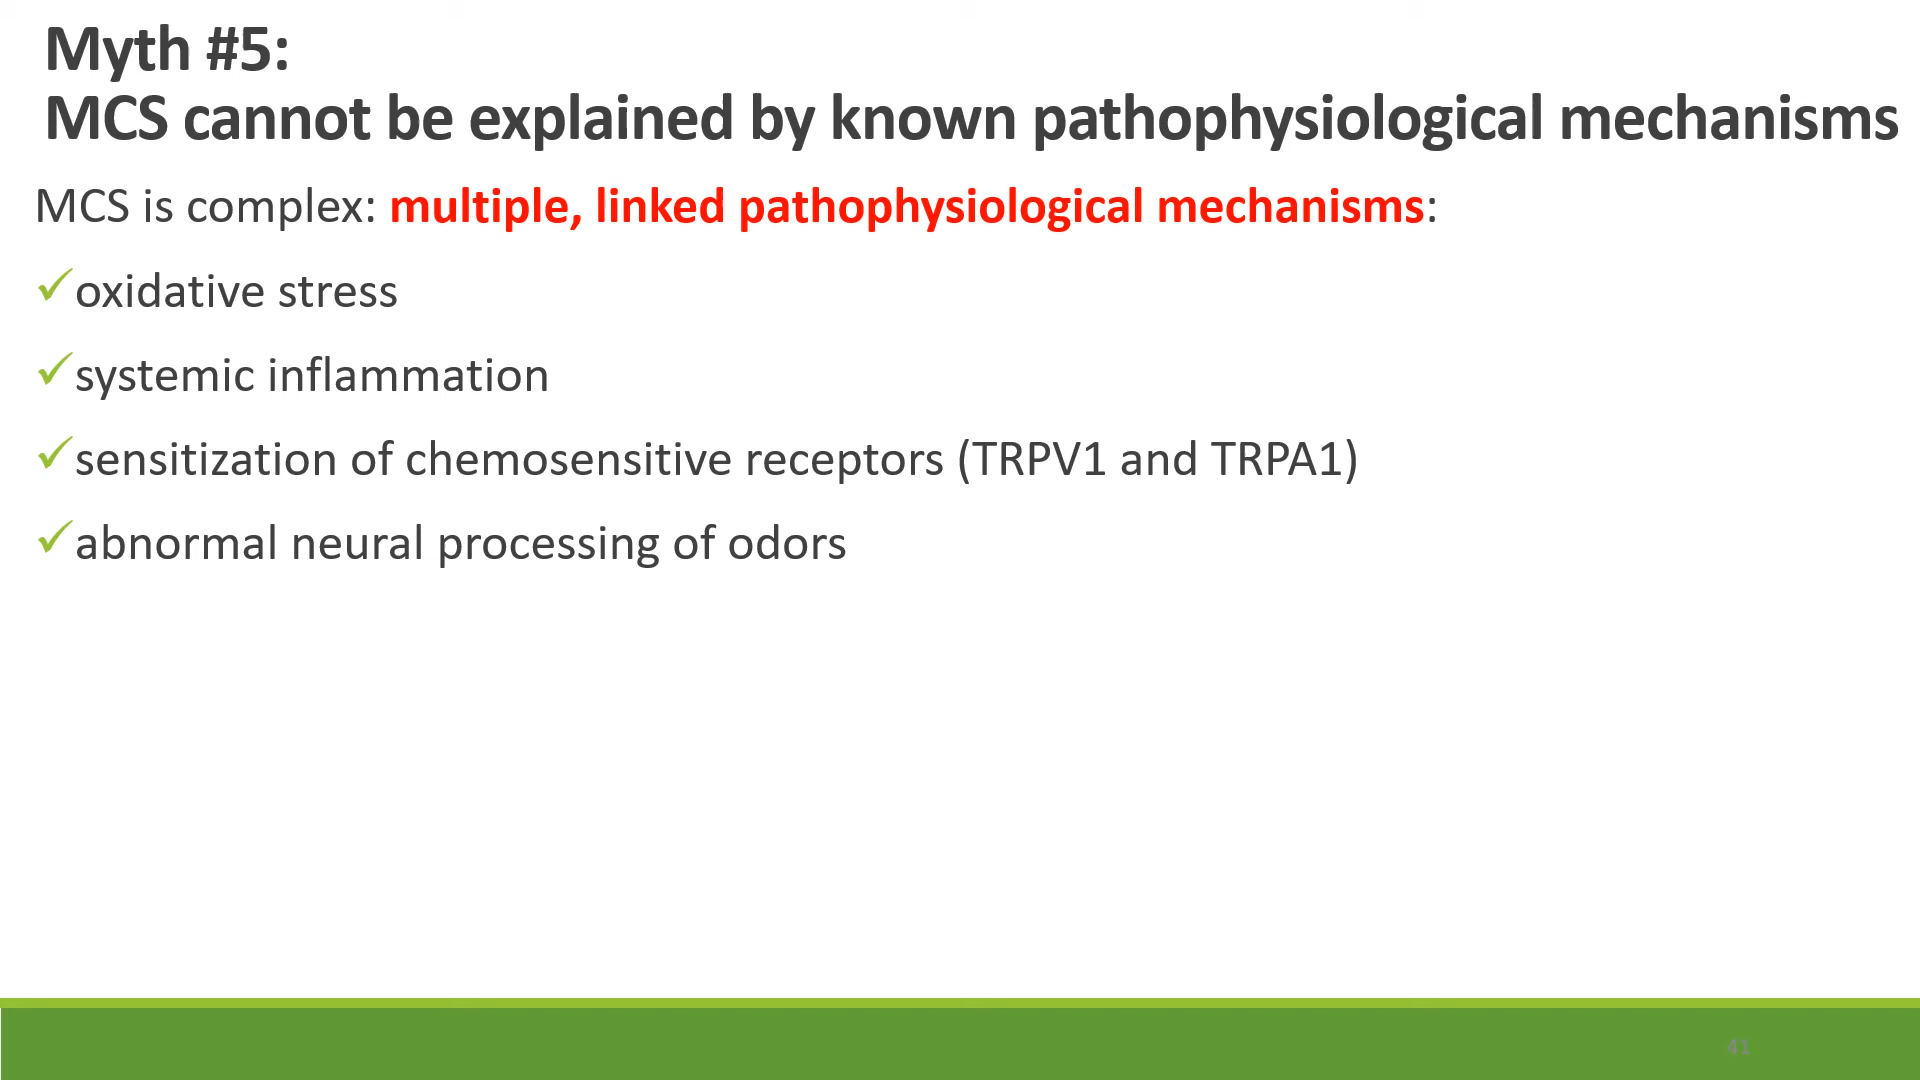 Myth #5:
MCS cannot be explained by known pathophysiological mechanisms
MCS is complex: multiple, linked pathophysiological mechanisms:
✓oxidative stress
✓systemic inflammation
✓sensitization of chemosensitive receptors (TRPV1 and TRPA1)
✓abnormal neural processing of odors
41